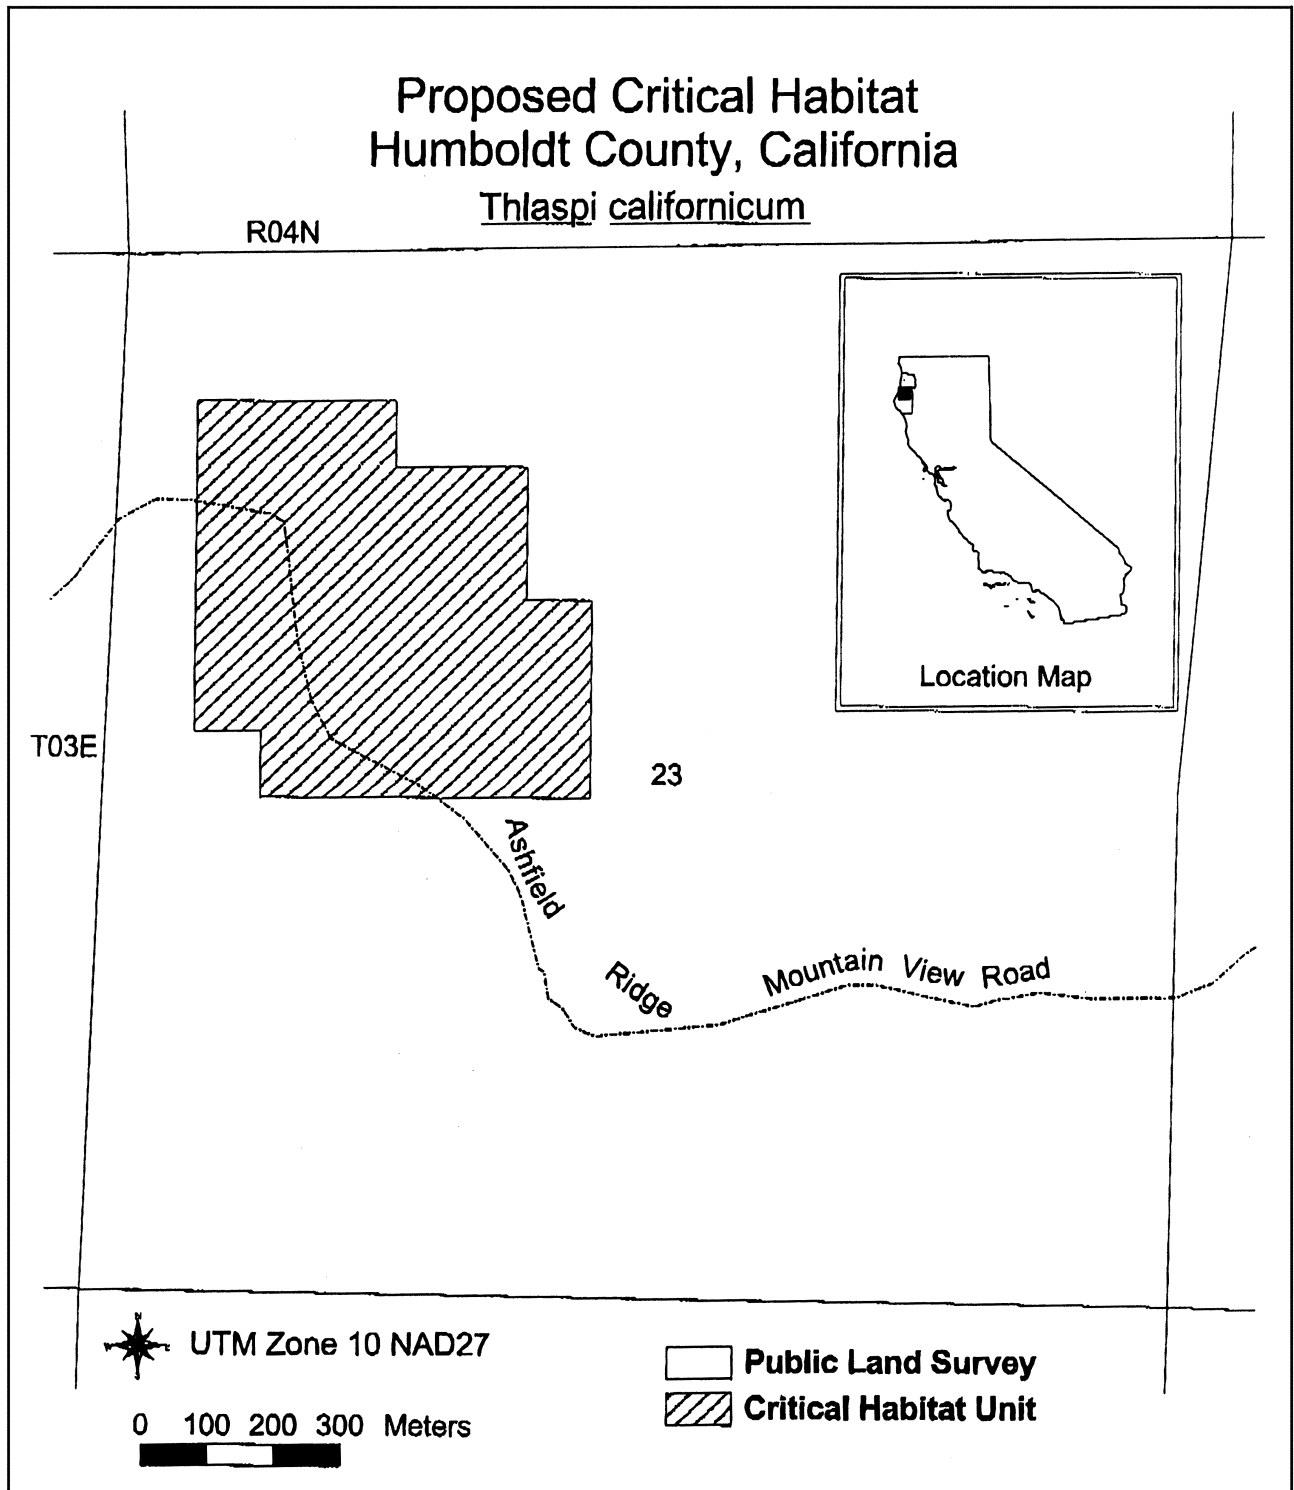 Proposed Critical Habitat
Humboldt County, California
Thlaspi californicum
R04N
Location Map
T03E
23
Ashfield
Ridge
Mountain View Road
N
W E
S
UTM Zone 10 NAD27
Public Land Survey
Critical Habitat Unit
0 100 200 300 Meters